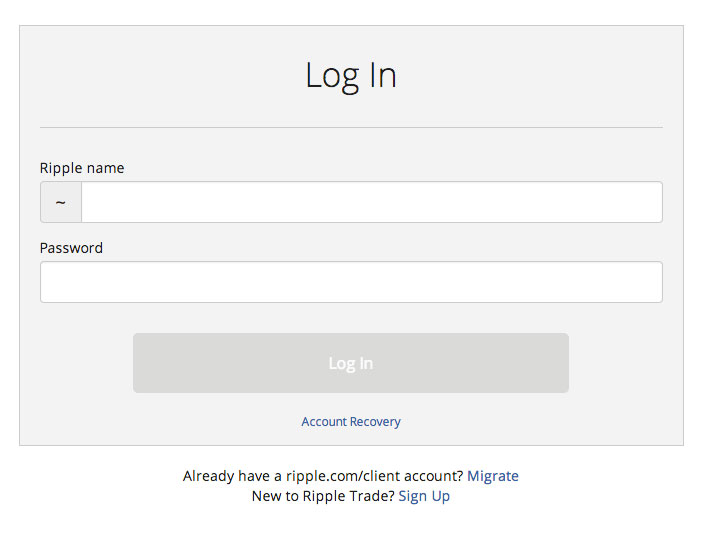 Log In
Ripple name
~
Password
Log In
Account Recovery
Already have a ripple.com/client account? Migrate
New to Ripple Trade? Sign Up